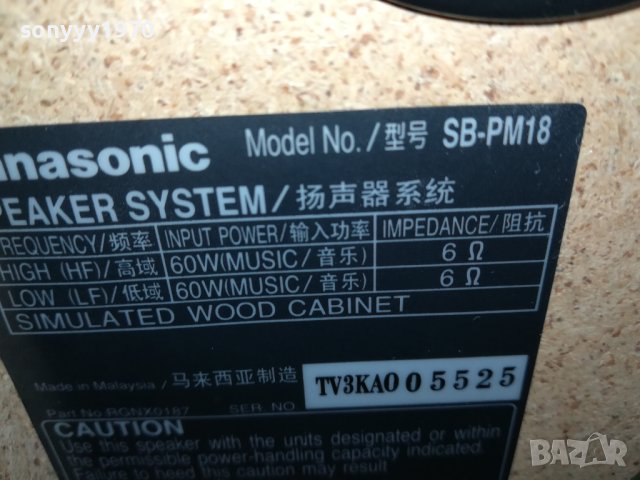 sonyyy1970
Panasonic Model No./型号 SB-PM18
SPEAKER SYSTEM/扬声器系统
FREQUENCY/频率 INPUT POWER/输入功率 IMPEDANCE/阻抗
HIGH (HF)/高域 60W(MUSIC/音乐) 6 Ω
LOW (LF)/低域 60W(MUSIC/音乐) 6 Ω
SIMULATED WOOD CABINET
Made in Malaysia / 马来西亚制造 TV3KA005525
Part No RGNX0187 SER. NO
CAUTION
Use this speaker with the units designated or within
the permissible power-handling capacity indicated.
Failure to heed this caution may result
BAZAR